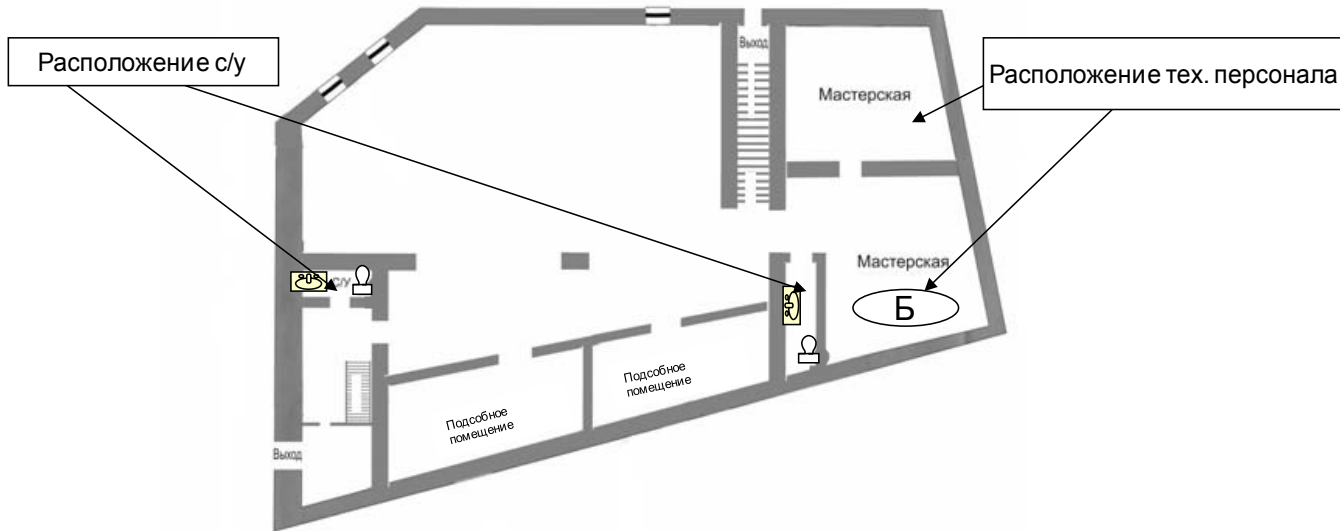 Выход
Расположение с/у
Расположение тех. персонала
Мастерская
Мастерская
С/У
Б
Подсобное
помещение
Подсобное
помещение
Выход